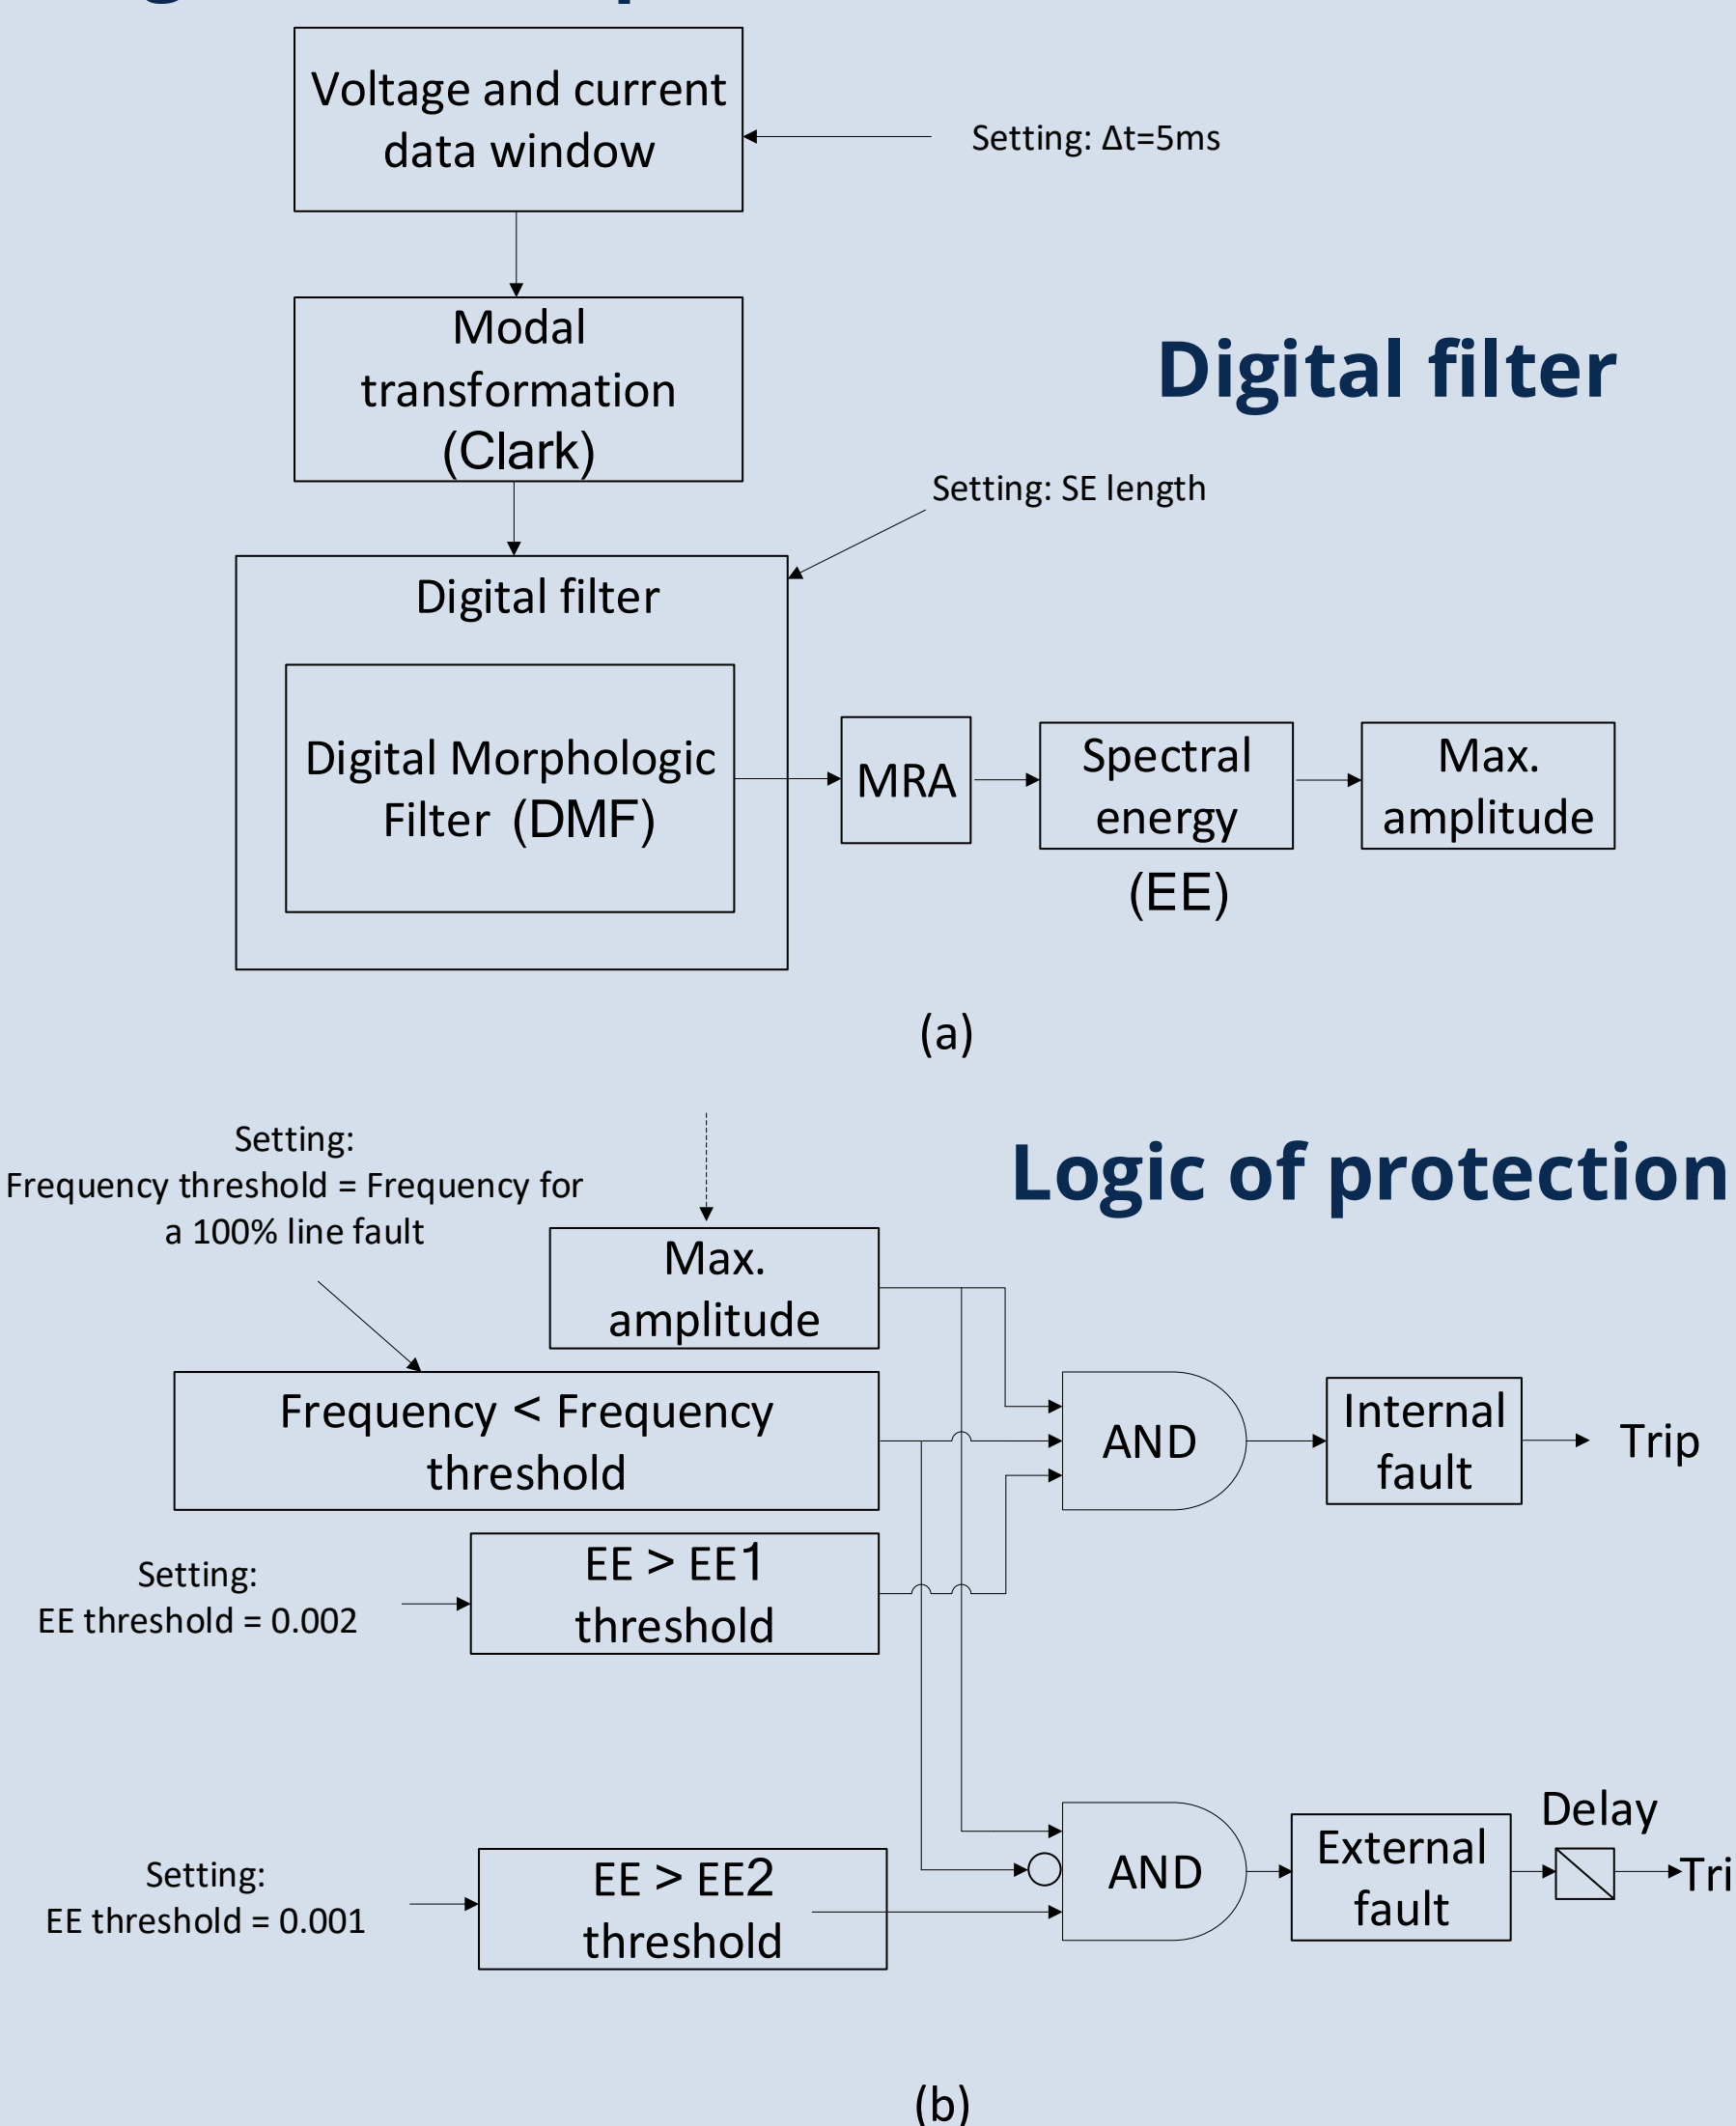 Voltage and current
data window
Setting: Δt=5ms
Modal
transformation
(Clark)
Digital filter
Setting: SE length
Digital filter
Digital Morphologic
Filter (DMF)
MRA
Spectral
energy
(EE)
Max.
amplitude
(a)
Setting:
Frequency threshold = Frequency for
a 100% line fault
Logic of protection
Max.
amplitude
Frequency < Frequency
threshold
AND
Internal
fault
Trip
Setting:
EE threshold = 0.002
EE > EE1
threshold
Setting:
EE threshold = 0.001
EE > EE2
threshold
AND
External
fault
Delay
Tri
(b)